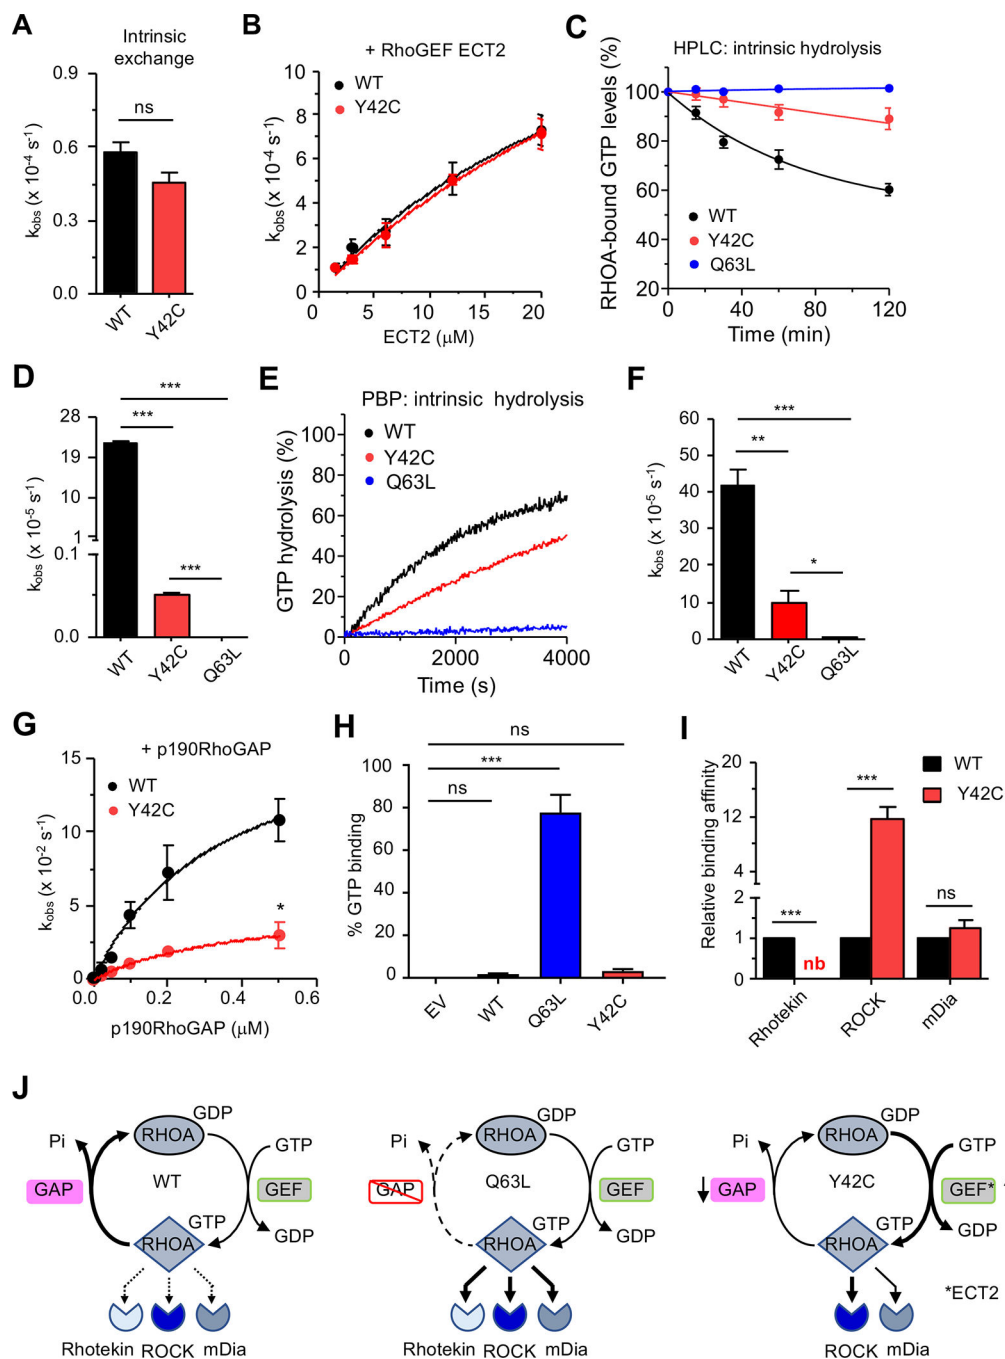 A
Intrinsic
exchange
0.9
0.6
0.3
0.0
ns
k_obs (x 10⁻⁴ s⁻¹)
WT
Y42C
B
+ RhoGEF ECT2
WT
Y42C
10
8
6
4
2
0
k_obs (x 10⁻⁴ s⁻¹)
0 5 10 15 20
ECT2 (μM)
C
HPLC: intrinsic hydrolysis
RHOA-bound GTP levels (%)
100
80
60
40
20
WT
Y42C
Q63L
0 40 80 120
Time (min)
D
***
***
***
28
19
10
1
0.1
0.0
k_obs (x 10⁻⁵ s⁻¹)
WT
Y42C
Q63L
E
PBP: intrinsic hydrolysis
WT
Y42C
Q63L
100
80
60
40
20
0
GTP hydrolysis (%)
0 2000 4000
Time (s)
F
***
**
*
60
50
40
30
20
10
0
k_obs (x 10⁻⁵ s⁻¹)
WT
Y42C
Q63L
G
+ p190RhoGAP
WT
Y42C
15
10
5
0
k_obs (x 10⁻² s⁻¹)
*
0.0 0.2 0.4 0.6
p190RhoGAP (μM)
H
ns
***
ns
100
80
60
40
20
0
% GTP binding
EV
WT
Q63L
Y42C
I
WT
Y42C
20
12
4
2
1
0
Relative binding affinity
***
nb
***
ns
Rhotekin
ROCK
mDia
J
GDP
RHOA
Pi
GTP
GAP
WT
GEF
GTP
GDP
RHOA
Rhotekin ROCK mDia
GDP
RHOA
Pi
GTP
GAP
Q63L
GEF
GTP
GDP
RHOA
Rhotekin ROCK mDia
GDP
RHOA
Pi
GTP
GAP
Y42C
GEF*
GTP
GDP
RHOA
*ECT2
ROCK mDia